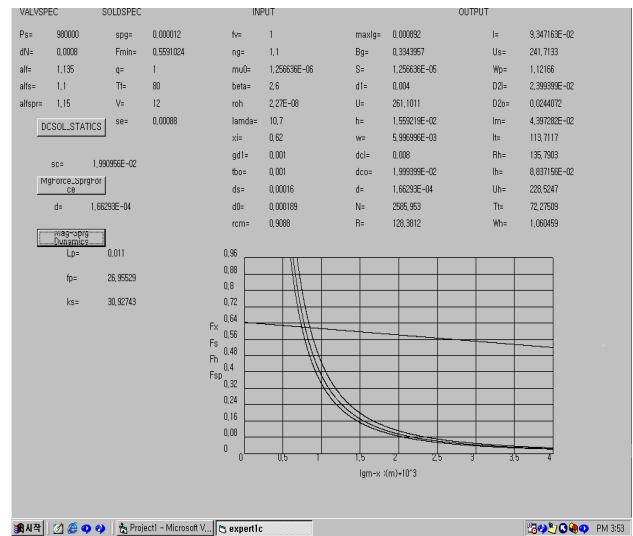 VALVSPEC SOLDSPEC INPUT OUTPUT
Ps= 980000 spg= 0,000012 fv= 1 maxlg= 0,000892 l= 9,347163E-02
dN= 0,0008 Fmin= 0,5591024 ng= 1,1 Bg= 0,3343957 Us= 241,7133
alf= 1,135 q= 1 mu0= 1,256636E-06 S= 1,256636E-05 Wp= 1,12166
alfs= 1,1 Tf= 80 beta= 2,6 d1= 0,004 D2i= 2,399399E-02
alfspr= 1,15 V= 12 roh 2,27E-08 U= 261,1011 D2o= 0,0244072
DCSOL_STATICS se= 0,00088 lamda= 10,7 h= 1,559219E-02 lm= 4,397282E-02
xi= 0,62 w= 5,996996E-03 It= 113,7117
sc= 1,990956E-02 gd1= 0,001 dci= 0,008 Rh= 135,7903
MgForce_SprgForce tbo= 0,001 dco= 1,999399E-02 Ih= 8,837156E-02
ds= 0,00016 d= 1,66293E-04 Uh= 228,5247
d= 1,66293E-04 d0= 0,000189 N= 2585,953 Tt= 72,27509
rcm= 0,9088 R= 128,3812 Wh= 1,060459
Mag-Sprg Dynamics
Lp= 0,011
fp= 26,95529
ks= 30,92743
0,96
0,88
0,8
0,72
0,64
Fx
0,56
Fs
0,48
Fh
0,4
Fsp
0,32
0,24
0,16
0,08
0
0 0,5 1 1,5 2 2,5 3 3,5 4
lgm-x :(m)*10^3
시작 Project1 - Microsoft V... expert1c PM 3:53